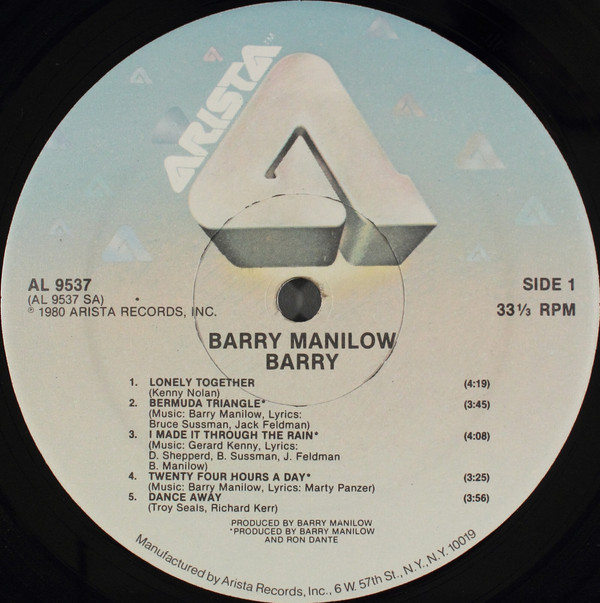 ARISTA™
AL 9537
(AL 9537 SA)
℗ 1980 ARISTA RECORDS, INC.
SIDE 1
33⅓ RPM
BARRY MANILOW
BARRY
1. LONELY TOGETHER (4:19)
(Kenny Nolan)
2. BERMUDA TRIANGLE* (3:45)
(Music: Barry Manilow, Lyrics:
Bruce Sussman, Jack Feldman)
3. I MADE IT THROUGH THE RAIN* (4:08)
(Music: Gerard Kenny, Lyrics:
D. Shepperd, B. Sussman, J. Feldman
B. Manilow)
4. TWENTY FOUR HOURS A DAY* (3:25)
(Music: Barry Manilow, Lyrics: Marty Panzer)
5. DANCE AWAY (3:56)
(Troy Seals, Richard Kerr)
PRODUCED BY BARRY MANILOW
*PRODUCED BY BARRY MANILOW
AND RON DANTE
Manufactured by Arista Records, Inc., 6 W. 57th St., N.Y., N.Y. 10019